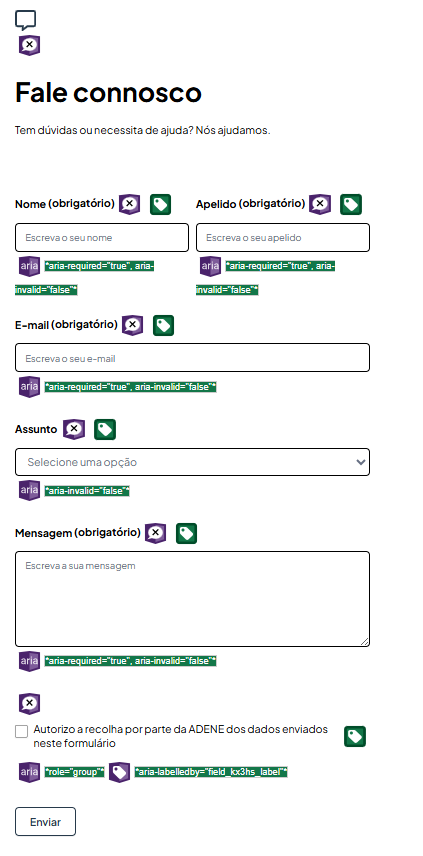 Fale connosco
Tem dúvidas ou necessita de ajuda? Nós ajudamos.
Nome (obrigatório)
Escreva o seu nome
aria *aria-required="true", aria-
invalid="false"*
Apelido (obrigatório)
Escreva o seu apelido
aria *aria-required="true", aria-
invalid="false"*
E-mail (obrigatório)
Escreva o seu e-mail
aria *aria-required="true", aria-invalid="false"*
Assunto
Selecione uma opção
aria *aria-invalid="false"*
Mensagem (obrigatório)
Escreva a sua mensagem
aria *aria-required="true", aria-invalid="false"*
Autorizo a recolha por parte da ADENE dos dados enviados
neste formulário
aria *role="group"* *aria-labelledby="field_kx3hs_label"*
Enviar